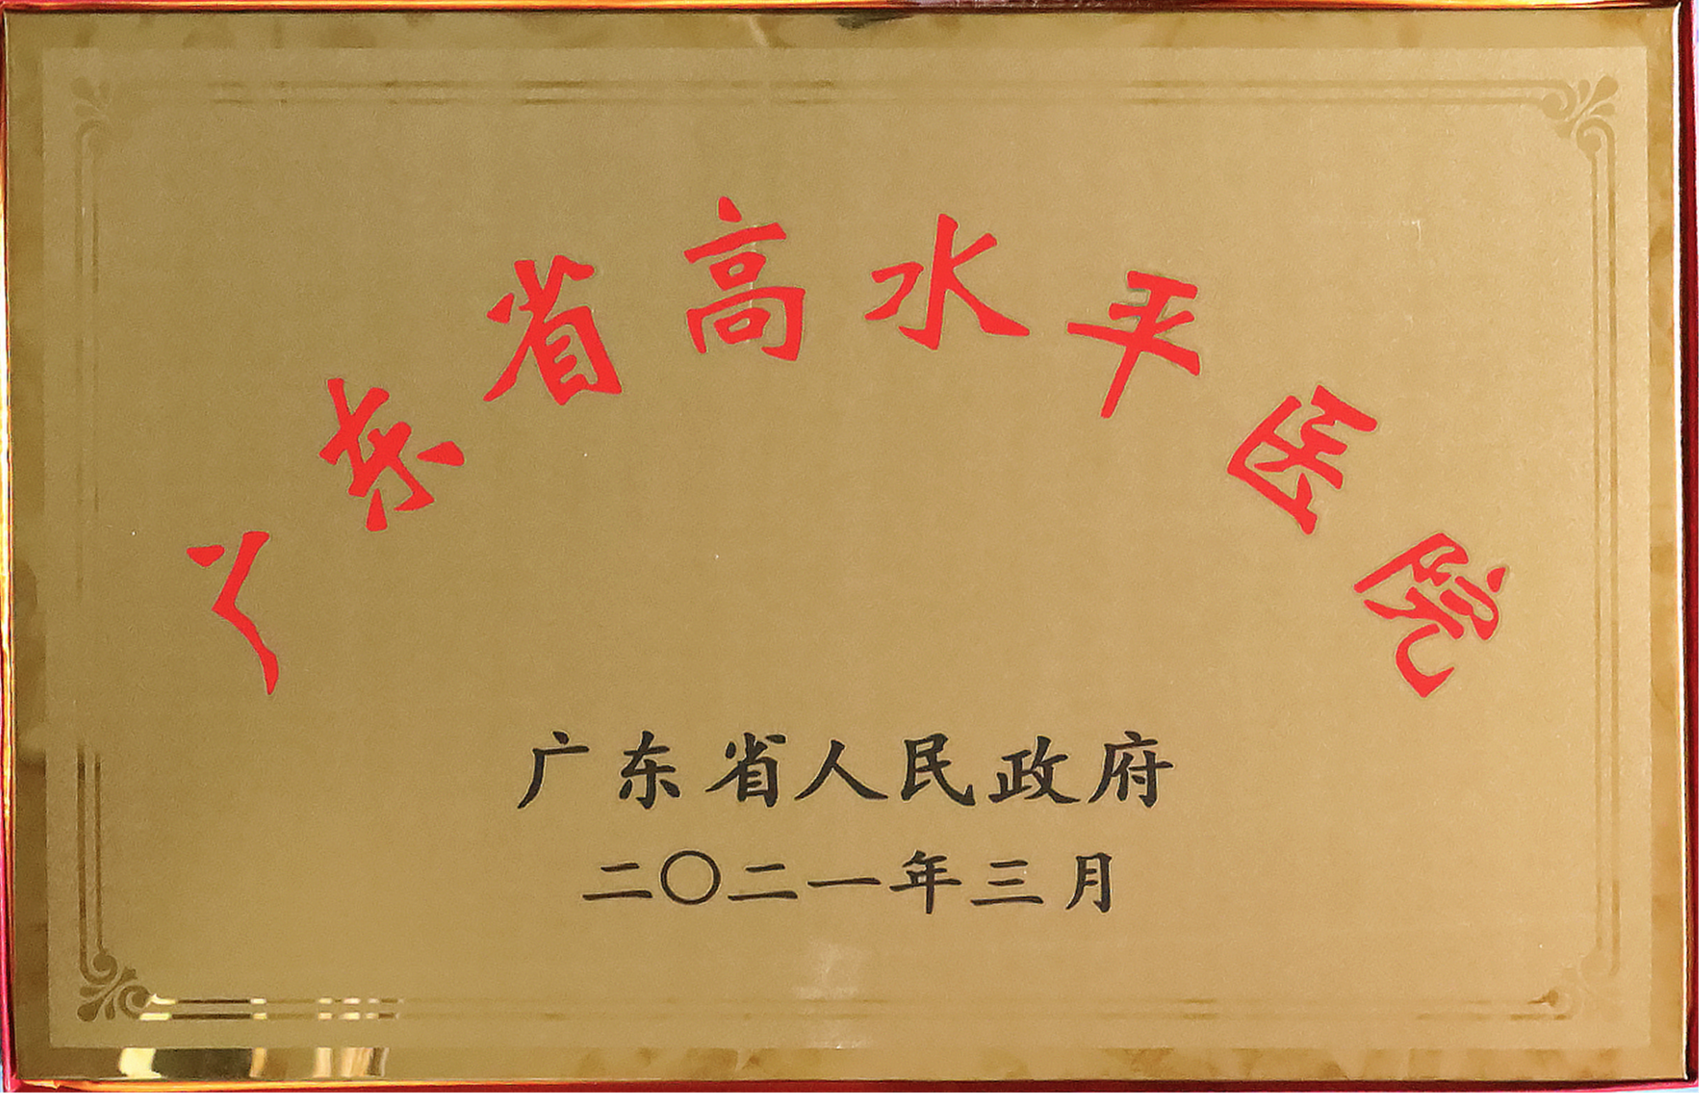 广东省高水平医院
广东省人民政府
二〇二一年三月